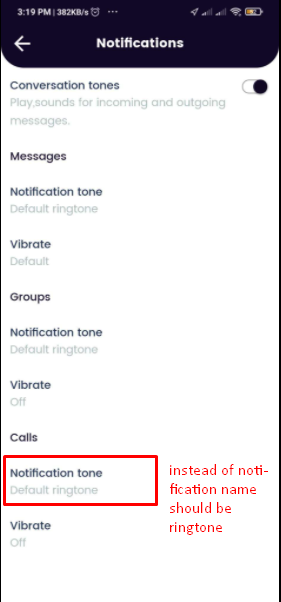 3:19 PM | 382KB/s ...
Notifications
Conversation tones
Play,sounds for incoming and outgoing
messages.
Messages
Notification tone
Default ringtone
Vibrate
Default
Groups
Notification tone
Default ringtone
Vibrate
Off
Calls
Notification tone
Default ringtone
instead of noti-
fication name
should be
ringtone
Vibrate
Off